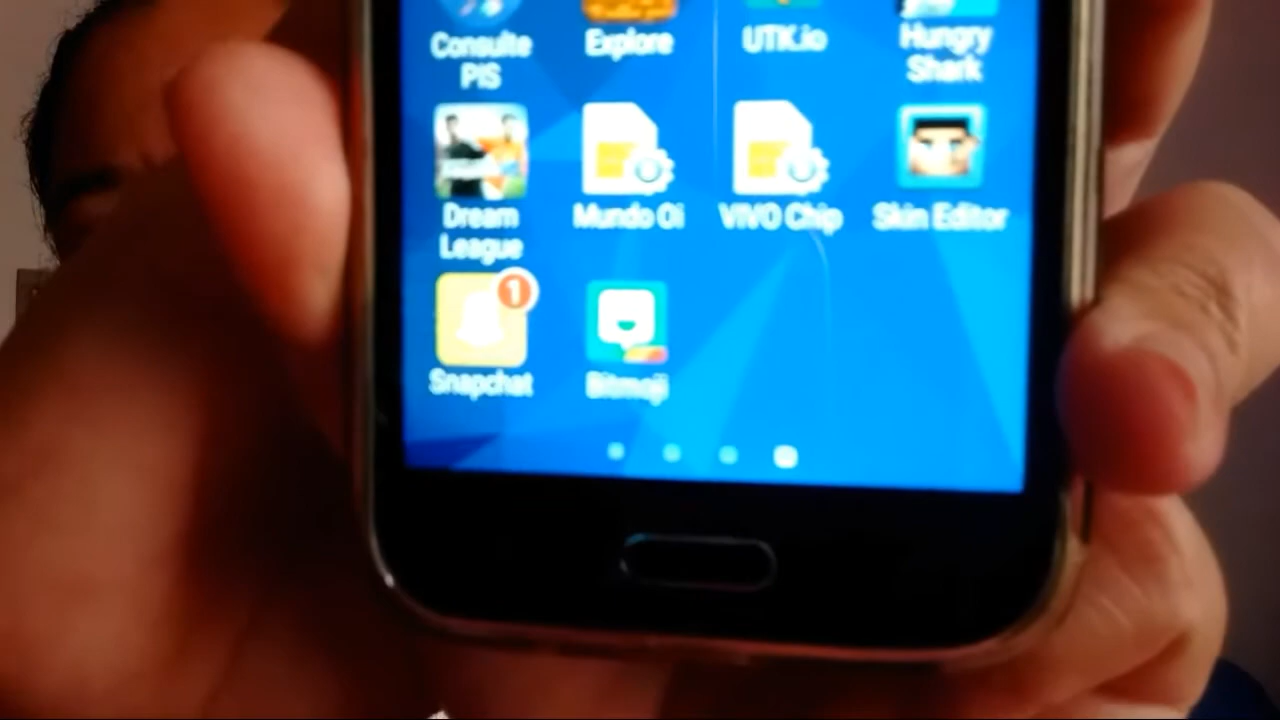 Consulte
PIS
Explore
UTK.io
Hungry
Shark
Dream
League
Mundo Oi
VIVO Chip
Skin Editor
1
Snapchat
Bitmoji